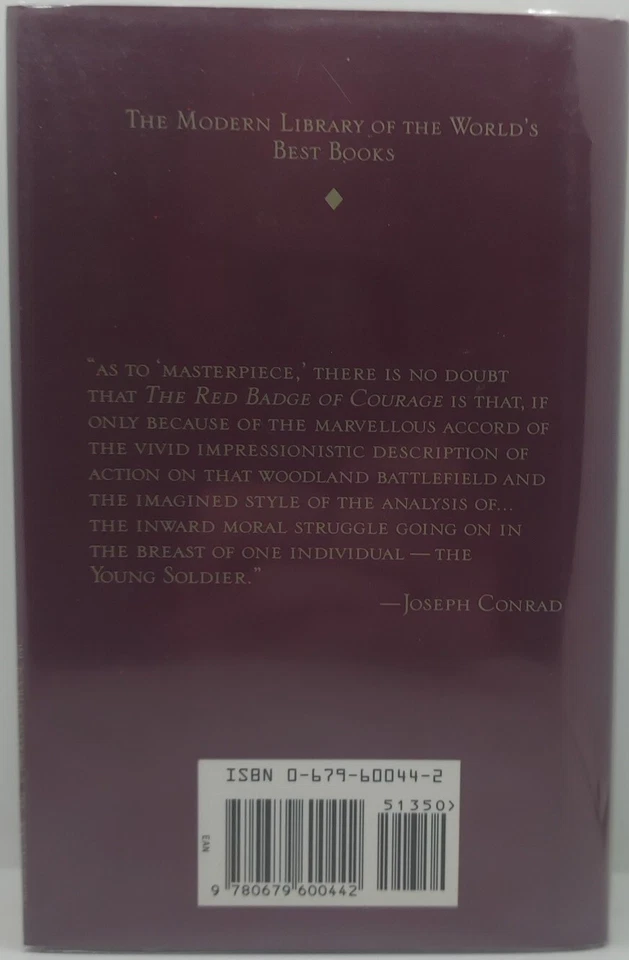 The Modern Library of the World's
Best Books
"As to 'masterpiece,' there is no doubt
that The Red Badge of Courage is that, if
only because of the marvellous accord of
the vivid impressionistic description of
action on that woodland battlefield and
the imagined style of the analysis of...
the inward moral struggle going on in
the breast of one individual — the
Young Soldier."
—Joseph Conrad
ISBN 0-679-60044-2
51350>
EAN
9 780679 600442